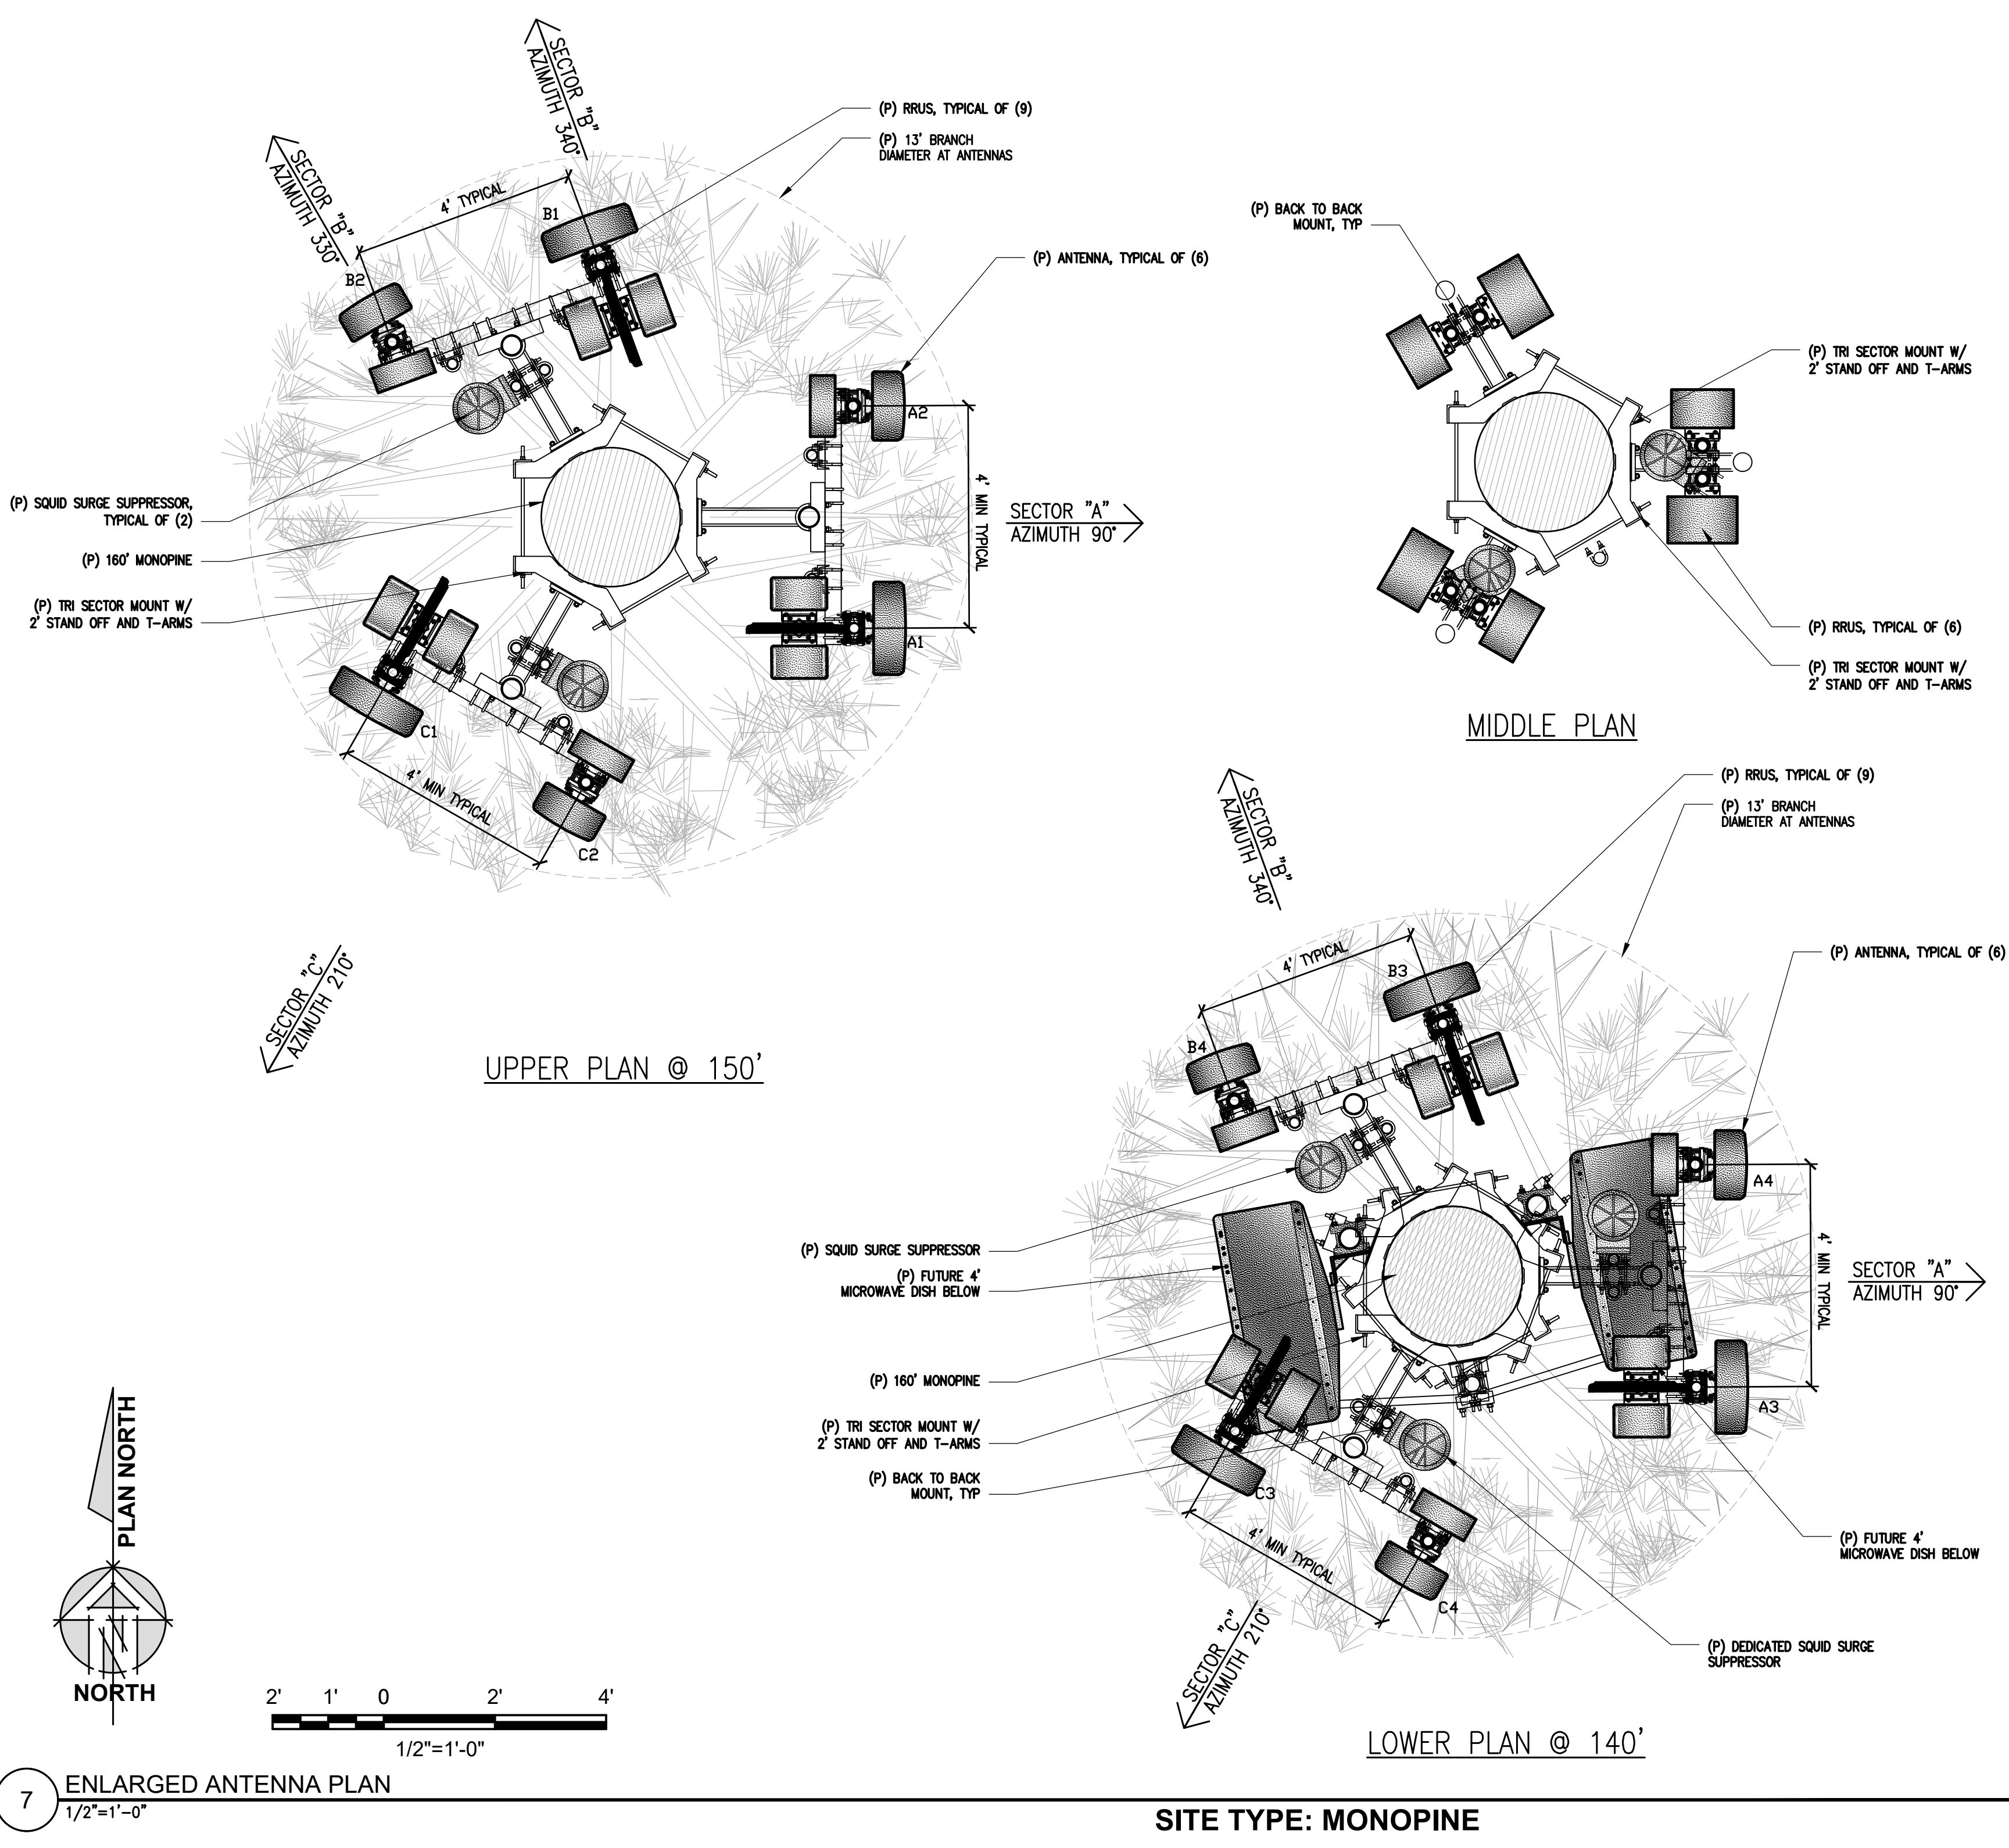 SECTOR "B"
AZIMUTH 340°
SECTOR "B"
AZIMUTH 330°
(P) RRUS, TYPICAL OF (9)
(P) 13' BRANCH
DIAMETER AT ANTENNAS
4' TYPICAL
B1
B2
(P) ANTENNA, TYPICAL OF (6)
A2
4' MIN TYPICAL
SECTOR "A"
AZIMUTH 90°
(P) SQUID SURGE SUPPRESSOR,
TYPICAL OF (2)
(P) 160' MONOPINE
(P) TRI SECTOR MOUNT W/
2' STAND OFF AND T-ARMS
A1
C1
4' MIN TYPICAL
C2
SECTOR "C"
AZIMUTH 210°
UPPER PLAN @ 150'
(P) BACK TO BACK
MOUNT, TYP
(P) TRI SECTOR MOUNT W/
2' STAND OFF AND T-ARMS
(P) RRUS, TYPICAL OF (6)
(P) TRI SECTOR MOUNT W/
2' STAND OFF AND T-ARMS
MIDDLE PLAN
SECTOR "B"
AZIMUTH 340°
(P) RRUS, TYPICAL OF (9)
(P) 13' BRANCH
DIAMETER AT ANTENNAS
4' TYPICAL
B3
B4
(P) ANTENNA, TYPICAL OF (6)
A4
4' MIN TYPICAL
SECTOR "A"
AZIMUTH 90°
(P) SQUID SURGE SUPPRESSOR
(P) FUTURE 4'
MICROWAVE DISH BELOW
(P) 160' MONOPINE
(P) TRI SECTOR MOUNT W/
2' STAND OFF AND T-ARMS
(P) BACK TO BACK
MOUNT, TYP
A3
C3
4' MIN TYPICAL
C4
(P) FUTURE 4'
MICROWAVE DISH BELOW
(P) DEDICATED SQUID SURGE
SUPPRESSOR
SECTOR "C"
AZIMUTH 210°
LOWER PLAN @ 140'
PLAN NORTH
NORTH
2' 1' 0 2' 4'
1/2"=1'-0"
7
ENLARGED ANTENNA PLAN
1/2"=1'-0"
SITE TYPE: MONOPINE